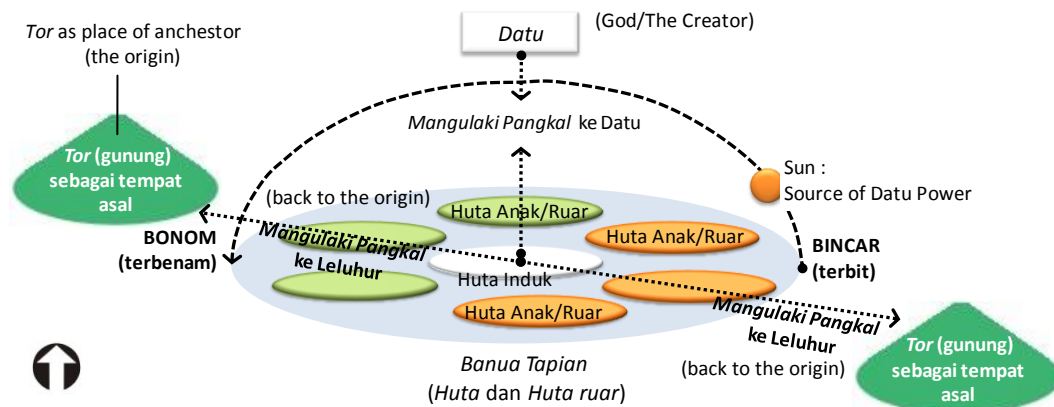 Tor as place of anchestor
(the origin)
Datu
(God/The Creator)
Mangulaki Pangkal ke Datu
Tor (gunung)
sebagai tempat
asal
Sun :
Source of Datu Power
(back to the origin)
Huta Anak/Ruar
Huta Anak/Ruar
BONOM
(terbenam)
Mangulaki Pangkal
ke Leluhur
BINCAR
(terbit)
Huta Induk
Huta Anak/Ruar
Mangulaki Pangkal
ke Leluhur
(back to the origin)
Tor (gunung)
sebagai tempat
asal
Banua Tapian
(Huta dan Huta ruar)